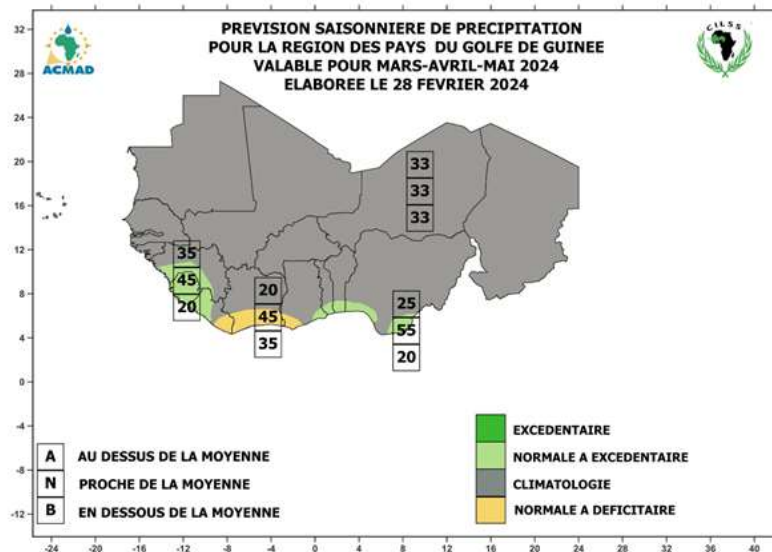 PREVISION SAISONNIERE DE PRECIPITATION
POUR LA REGION DES PAYS DU GOLFE DE GUINEE
VALABLE POUR MARS-AVRIL-MAI 2024
ELABOREE LE 28 FEVRIER 2024
ACMAD
CILSS
32
28
24
20
16
12
8
4
0
-4
-8
-12
33
33
33
35
45
20
20
45
35
25
55
20
A AU DESSUS DE LA MOYENNE
N PROCHE DE LA MOYENNE
B EN DESSOUS DE LA MOYENNE
EXCEDENTAIRE
NORMALE A EXCEDENTAIRE
CLIMATOLOGIE
NORMALE A DEFICITAIRE
-24 -20 -16 -12 -8 -4 0 4 8 12 16 20 24 28 32 36 40